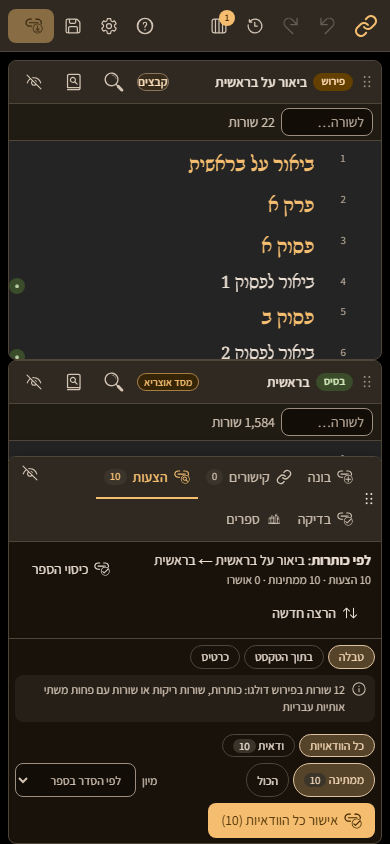 1
פירוש ביאור על בראשית קבצים
לשורה... 22 שורות
1 ביאור על בראשית
2 פרק א
3 פסוק א
4 ביאור לפסוק 1
5 פסוק ב
6 ביאור לפסוק 2
בסיס בראשית מסד אוצריא
לשורה... 1,584 שורות
בונה קישורים 0 הצעות 10
בדיקה ספרים
לפי כותרות: ביאור על בראשית ← בראשית כיסוי הספר
10 הצעות · 10 ממתינות · 0 אושרו
הרצה חדשה
טבלה בתוך הטקסט כרטיס
12 שורות בפירוש דולגו: כותרות, שורות ריקות או שורות עם פחות משתי
אותיות עבריות
כל הוודאויות ודאית 10
ממתינה 10 הכול מיון לפי הסדר בספר
אישור כל הוודאיות (10)